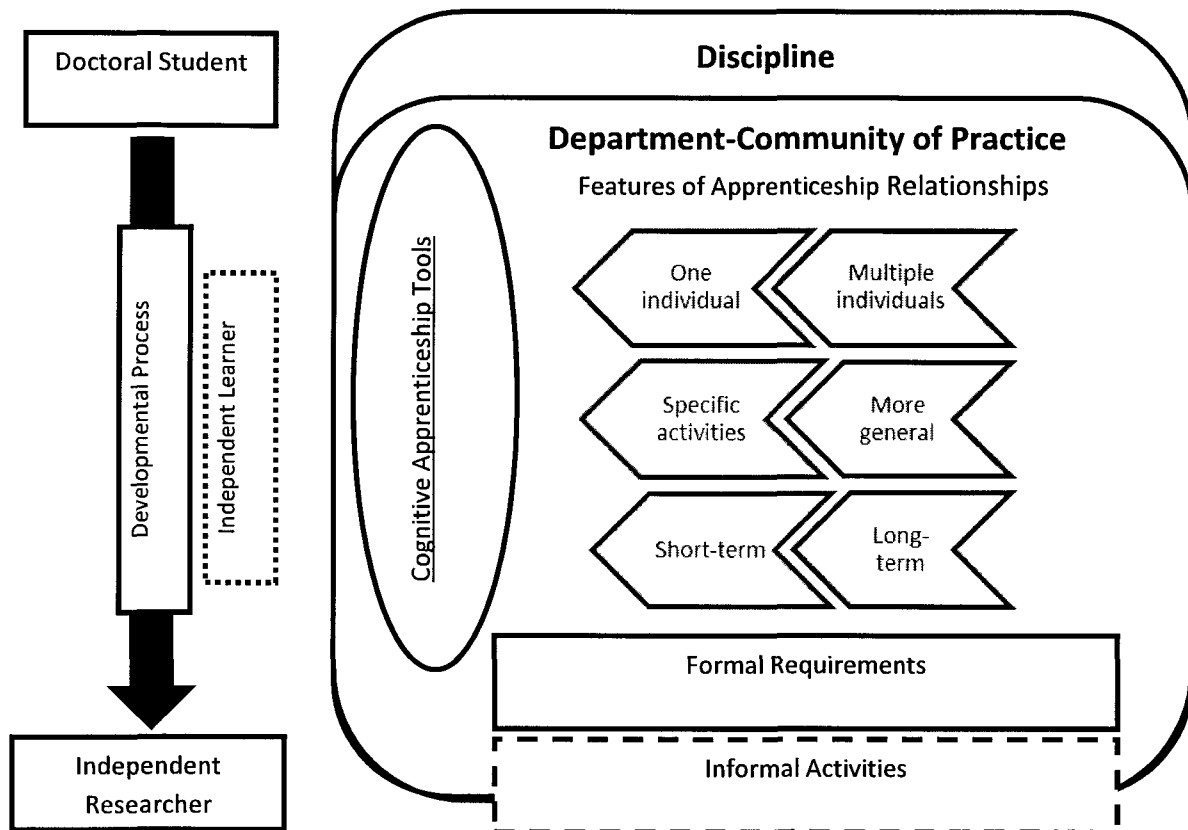 Doctoral Student
Developmental Process
Independent Learner
Independent
Researcher
Discipline
Department-Community of Practice
Features of Apprenticeship Relationships
Cognitive Apprenticeship Tools
One
individual
Multiple
individuals
Specific
activities
More
general
Short-term
Long-
term
Formal Requirements
Informal Activities